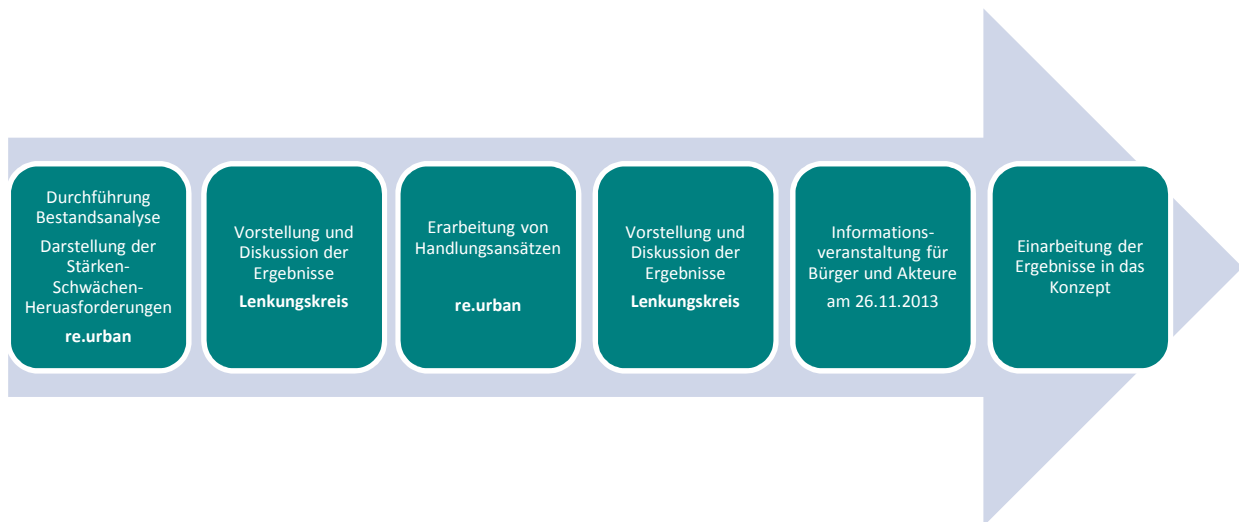 Durchführung
Bestandsanalyse
Darstellung der
Stärken-
Schwächen-
Heruasforderungen
re.urban
Vorstellung und
Diskussion der
Ergebnisse
Lenkungskreis
Erarbeitung von
Handlungsansätzen
re.urban
Vorstellung und
Diskussion der
Ergebnisse
Lenkungskreis
Informations-
veranstaltung für
Bürger und Akteure
am 26.11.2013
Einarbeitung der
Ergebnisse in das
Konzept